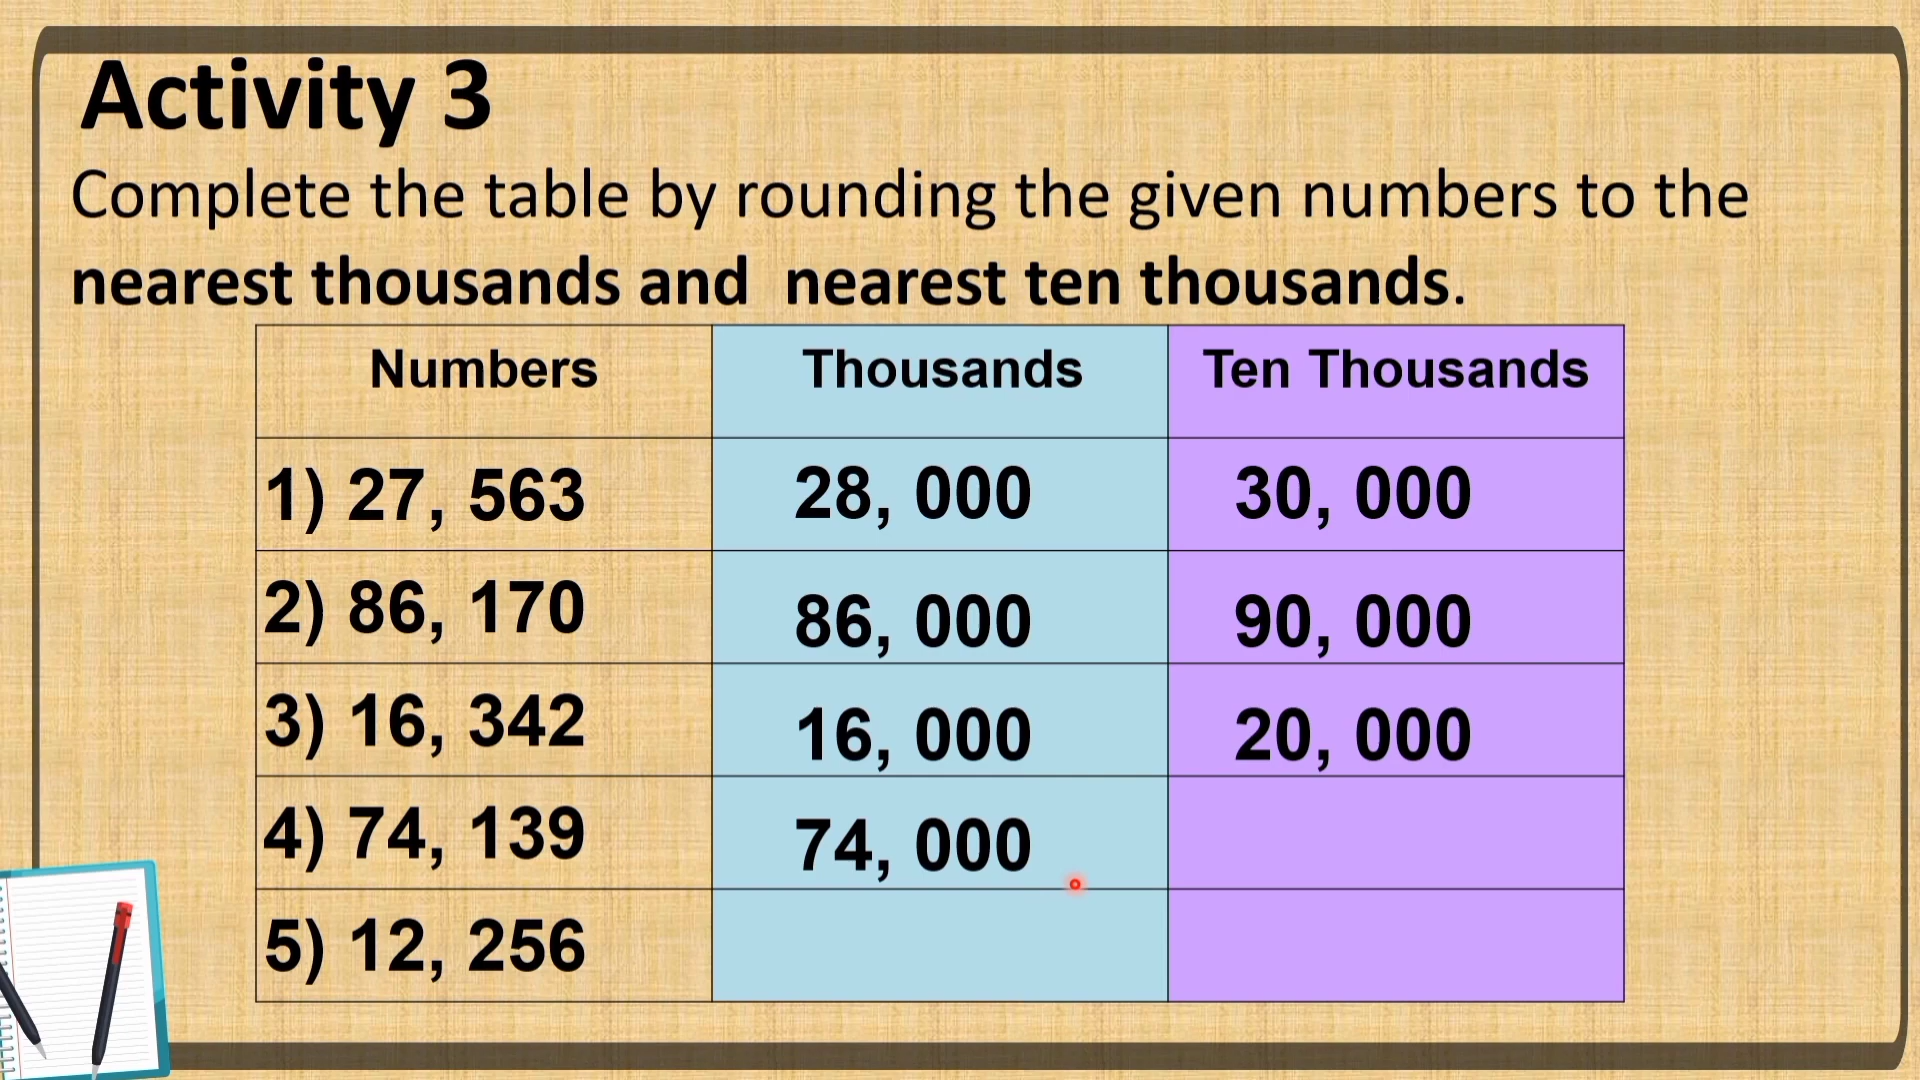 Activity 3
Complete the table by rounding the given numbers to the
nearest thousands and  nearest ten thousands.
Numbers Thousands Ten Thousands
1) 27, 563 28, 000 30, 000
2) 86, 170 86, 000 90, 000
3) 16, 342 16, 000 20, 000
4) 74, 139 74, 000
5) 12, 256